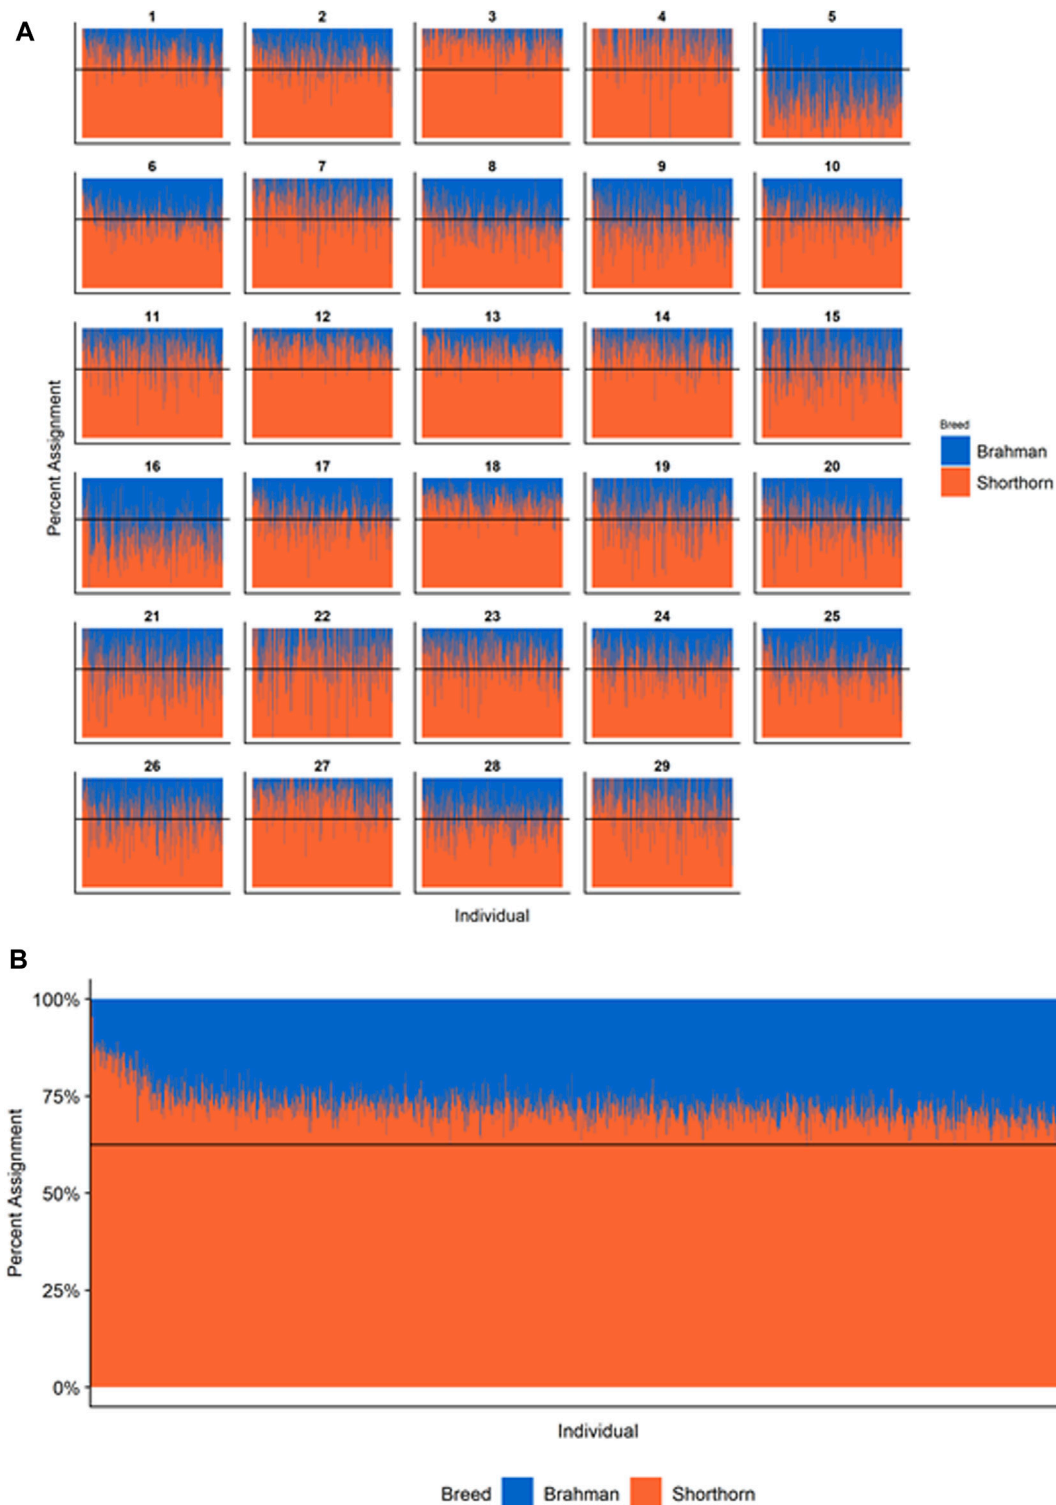 A
1 2 3 4 5
6 7 8 9 10
11 12 13 14 15
16 17 18 19 20
21 22 23 24 25
26 27 28 29
Percent Assignment
Individual
Breed
Brahman
Shorthorn
B
100%
75%
50%
25%
0%
Percent Assignment
Individual
Breed Brahman Shorthorn